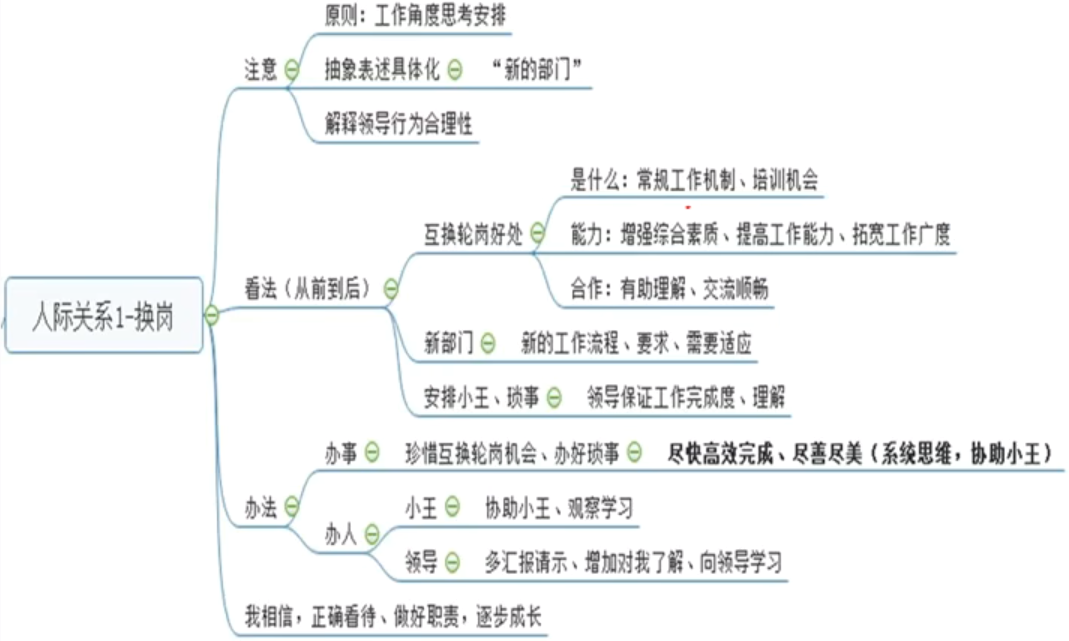 原则：工作角度思考安排
注意
抽象表述具体化
“新的部门”
解释领导行为合理性
是什么：常规工作机制、培训机会
互换轮岗好处
能力：增强综合素质、提高工作能力、拓宽工作广度
合作：有助理解、交流顺畅
看法（从前到后）
人际关系1-换岗
新部门
新的工作流程、要求、需要适应
安排小王、琐事
领导保证工作完成度、理解
办事
珍惜互换轮岗机会、办好琐事
尽快高效完成、尽善尽美（系统思维，协助小王）
办法
小王
协助小王、观察学习
办人
领导
多汇报请示、增加对我了解、向领导学习
我相信，正确看待、做好职责，逐步成长